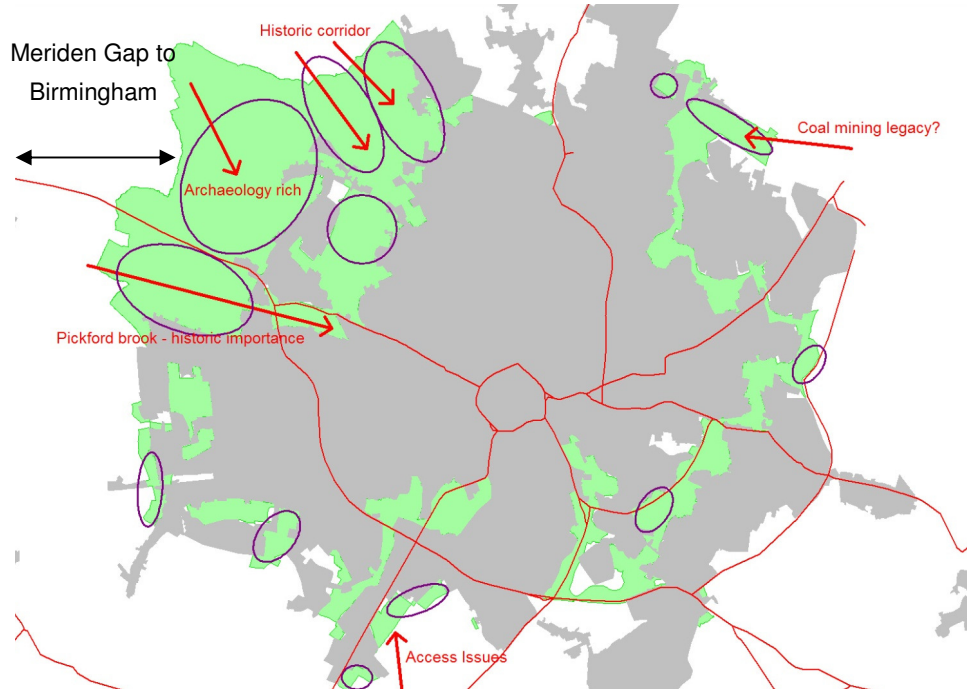 Historic corridor
Meriden Gap to
Birmingham
Coal mining legacy?
Archaeology rich
Pickford brook - historic importance
Access Issues